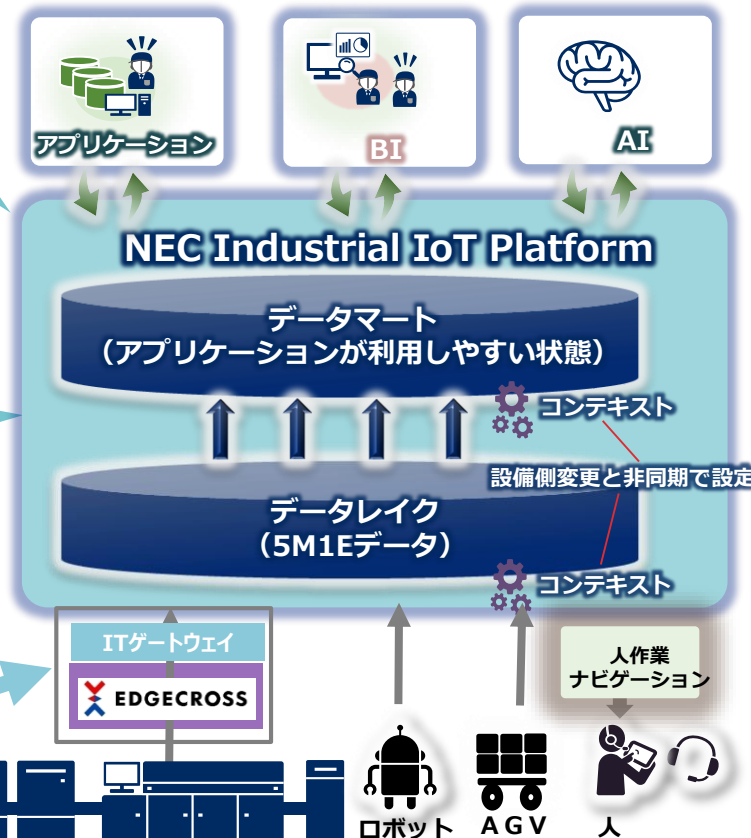 アプリケーション
BI
AI
NEC Industrial IoT Platform
データマート
（アプリケーションが利用しやすい状態）
コンテキスト
設備側変更と非同期で設定
データレイク
（5M1Eデータ）
コンテキスト
ITゲートウェイ
EDGECROSS
人作業
ナビゲーション
ロボット
AGV
人